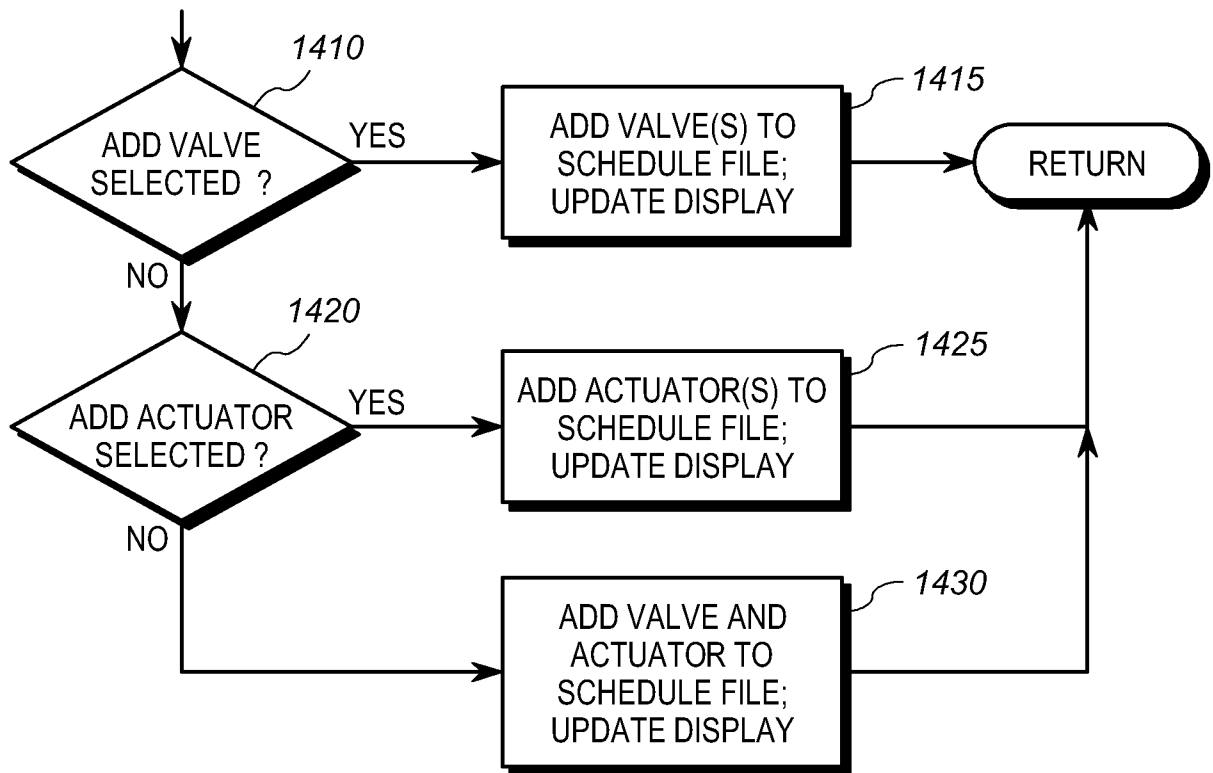 1410
ADD VALVE
SELECTED ?
YES
NO
ADD VALVE(S) TO
SCHEDULE FILE;
UPDATE DISPLAY
1415
RETURN
1420
ADD ACTUATOR
SELECTED ?
YES
NO
ADD ACTUATOR(S) TO
SCHEDULE FILE;
UPDATE DISPLAY
1425
ADD VALVE AND
ACTUATOR TO
SCHEDULE FILE;
UPDATE DISPLAY
1430